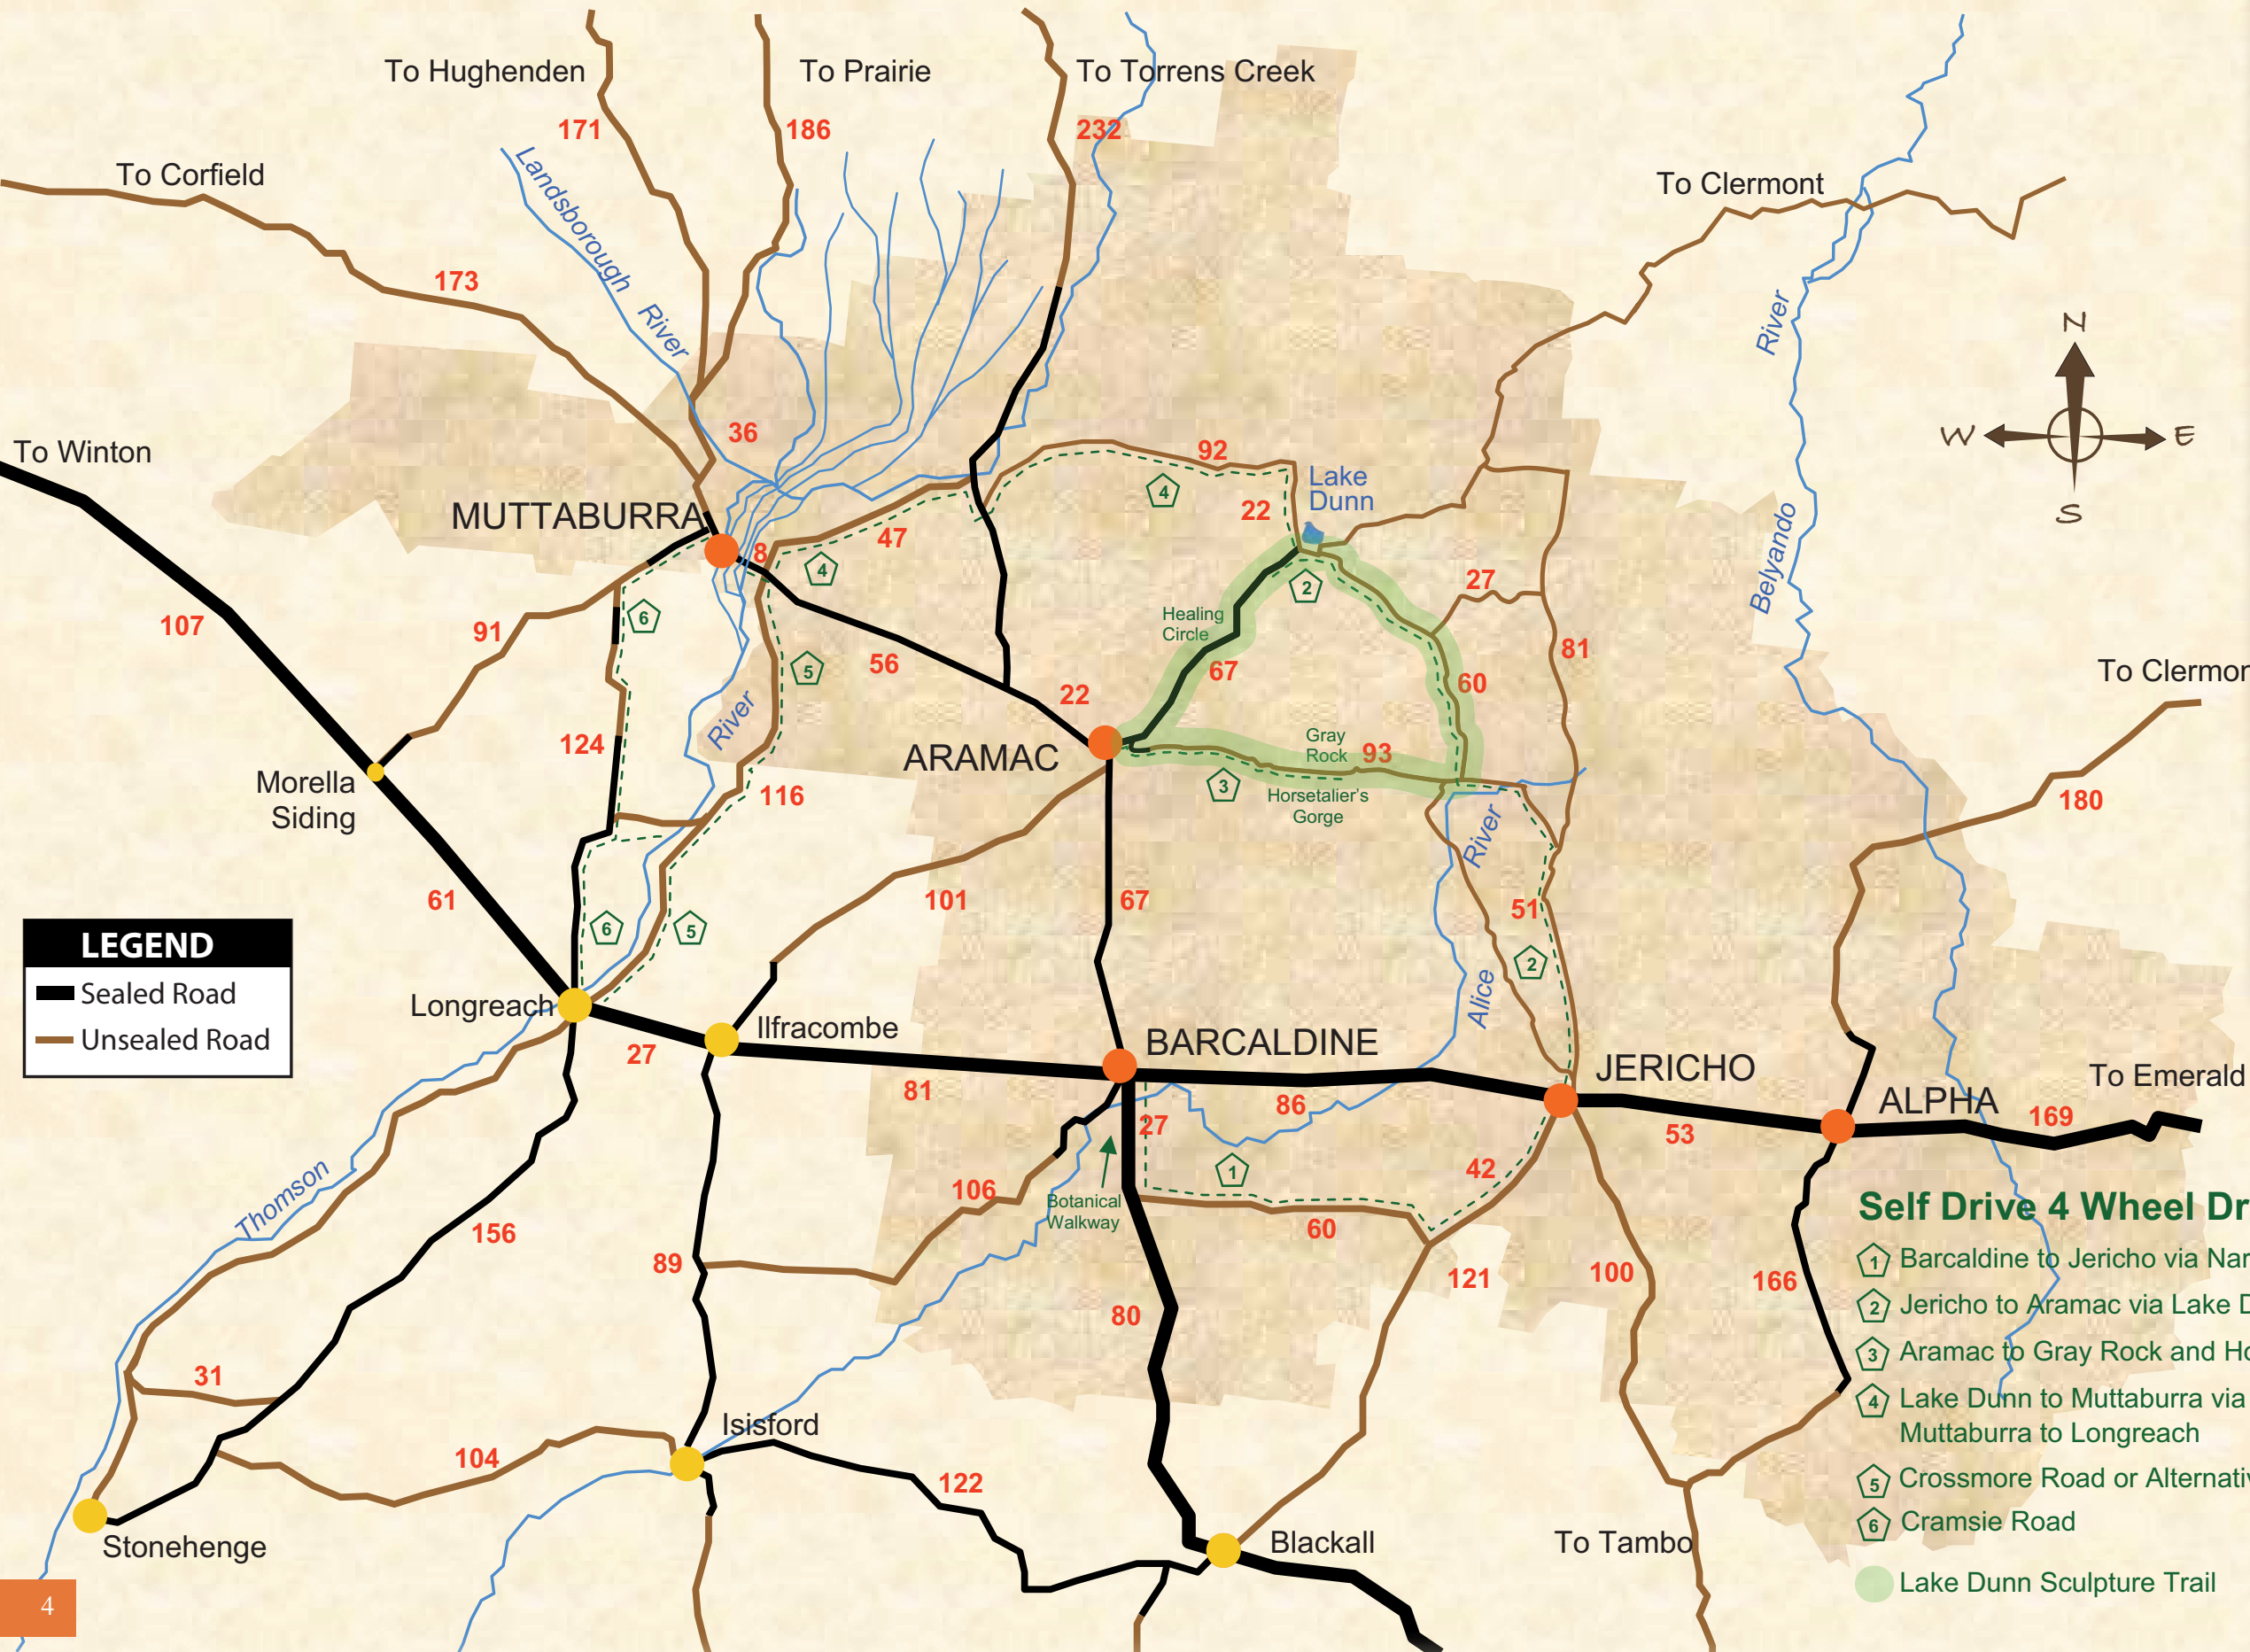 To Hughenden
To Prairie
To Torrens Creek
171
186
232
To Corfield
To Clermont
Landsborough River
173
River
N
W E
S
To Winton
36
92
Lake
Dunn
4
22
MUTTABURRA
47
8
4
Belyando
2
27
107
91
6
Healing
Circle
56
5
67
81
60
To Clermon
22
River
124
ARAMAC
Gray
Rock
93
Morella
Siding
116
3
Horsetalier's
Gorge
180
River
61
101
67
51
6
5
2
LEGEND
Sealed Road
Unsealed Road
Longreach
Alice
Ilfracombe
BARCALDINE
27
JERICHO
To Emerald
81
86
ALPHA
27
53
169
1
42
Thomson
106
Botanical
Walkway
156
60
89
121
100
166
80
31
Isisford
104
122
Stonehenge
Blackall
To Tambo
Self Drive 4 Wheel Dr
1 Barcaldine to Jericho via Nar
2 Jericho to Aramac via Lake D
3 Aramac to Gray Rock and Ho
4 Lake Dunn to Muttaburra via
Muttaburra to Longreach
5 Crossmore Road or Alternativ
6 Cramsie Road
Lake Dunn Sculpture Trail
4